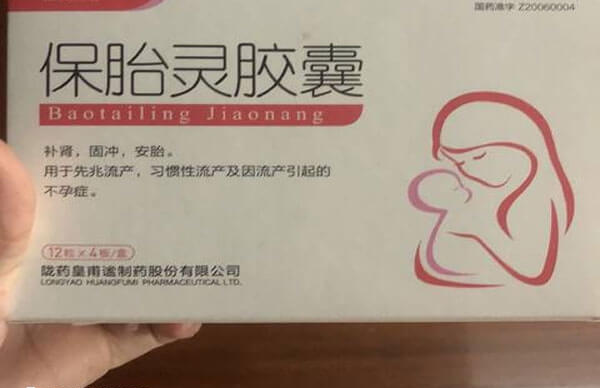 国药准字 Z20060004
保胎灵胶囊
Baotailing Jiaonang
补肾，固冲，安胎。
用于先兆流产，习惯性流产及因流产引起的
不孕症。
12粒×4板/盒
陇药皇甫谧制药股份有限公司
LONGYAO HUANGFUMI PHARMACEUTICAL LTD.